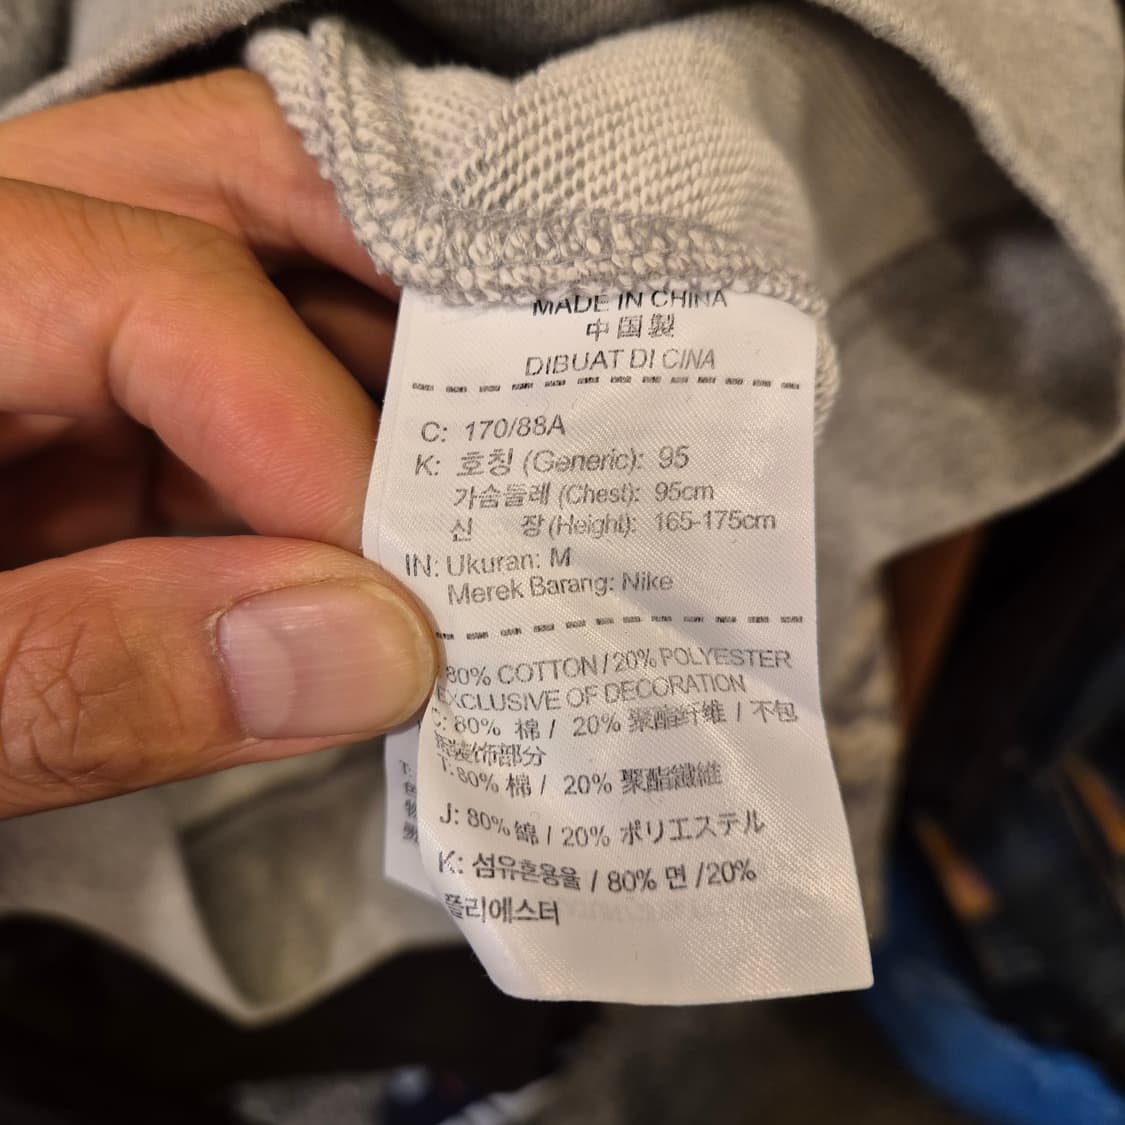 MADE IN CHINA
中国製
DIBUAT DI CINA
C: 170/88A
K: 호칭 (Generic): 95
가슴둘레 (Chest): 95cm
신 장 (Height): 165-175cm
IN: Ukuran: M
Merek Barang: Nike
80% COTTON / 20% POLYESTER
EXCLUSIVE OF DECORATION
C: 80% 棉 / 20% 聚酯纤维 / 不包
装饰部分
T: 80% 棉 / 20% 聚酯纖維
J: 80% 綿 / 20% ポリエステル
K: 섬유혼용율 / 80% 면 / 20%
폴리에스터